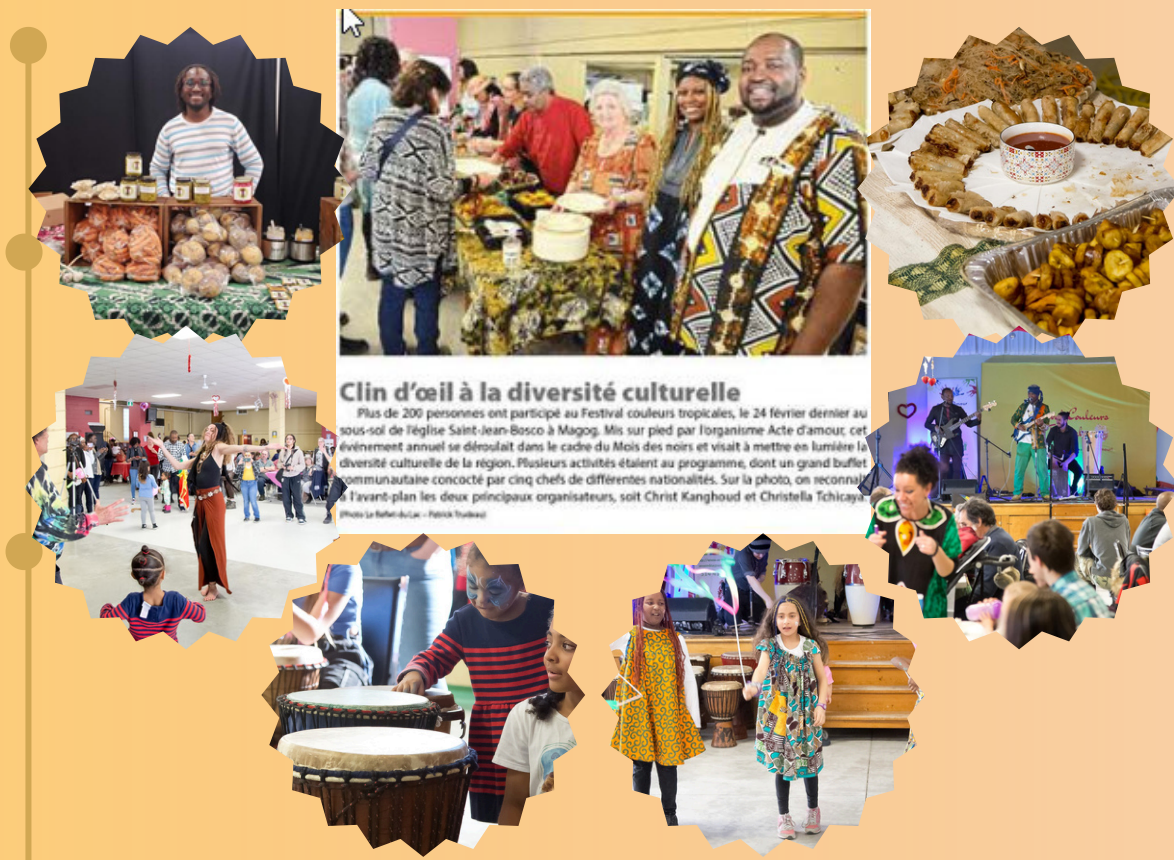 Clin d'œil à la diversité culturelle
Plus de 200 personnes ont participé au Festival couleurs tropicales, le 24 février dernier au
sous-sol de l'église Saint-Jean-Bosco à Magog. Mis sur pied par l'organisme Acte d'amour, cet
événement annuel se déroulait dans le cadre du Mois des noirs et visait à mettre en lumière la
diversité culturelle de la région. Plusieurs activités étaient au programme, dont un grand buffet
communautaire concocté par cinq chefs de différentes nationalités. Sur la photo, on reconnaî
à l'avant-plan les deux principaux organisateurs, soit Christ Kanghoud et Christella Tchicaya.
(Photo Le Reflet du Lac – Patrick Trudeau)
Couleurs